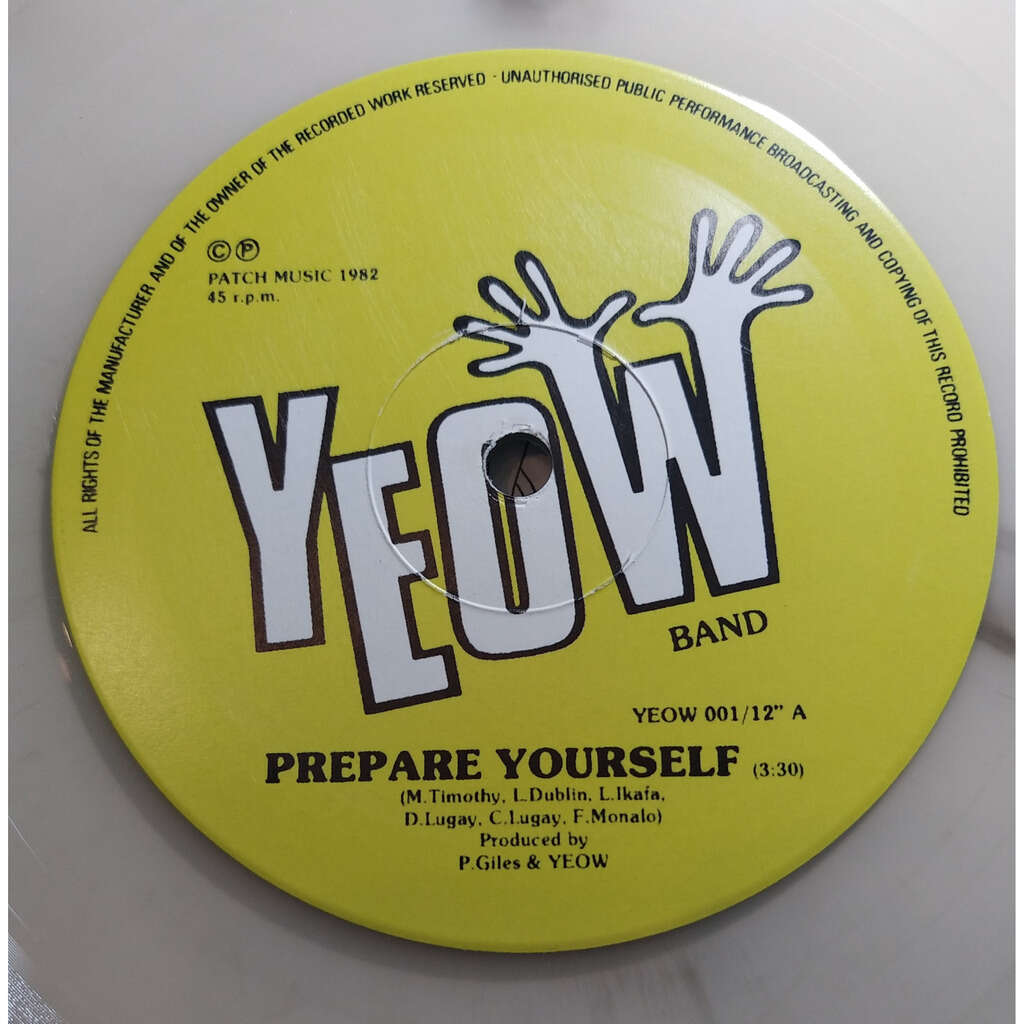 ALL RIGHTS OF THE MANUFACTURER AND OF THE OWNER OF THE RECORDED WORK RESERVED · UNAUTHORISED PUBLIC PERFORMANCE BROADCASTING AND COPYING OF THIS RECORD PROHIBITED
© ℗
PATCH MUSIC 1982
45 r.p.m.
YEOW
BAND
YEOW 001/12” A
PREPARE YOURSELF (3:30)
(M.Timothy, L.Dublin, L.Ikafa,
D.Lugay, C.Lugay, F.Monalo)
Produced by
P.Giles & YEOW